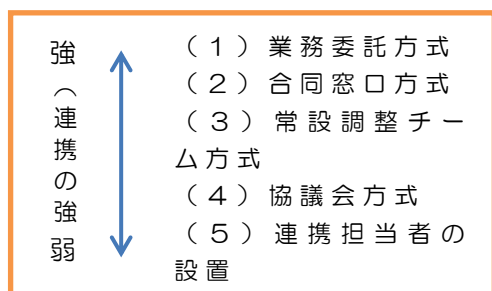 強（連携の強弱
（１）業務委託方式
（２）合同窓口方式
（３）常設調整チー
ム方式
（４）協議会方式
（５）連携担当者の
設置